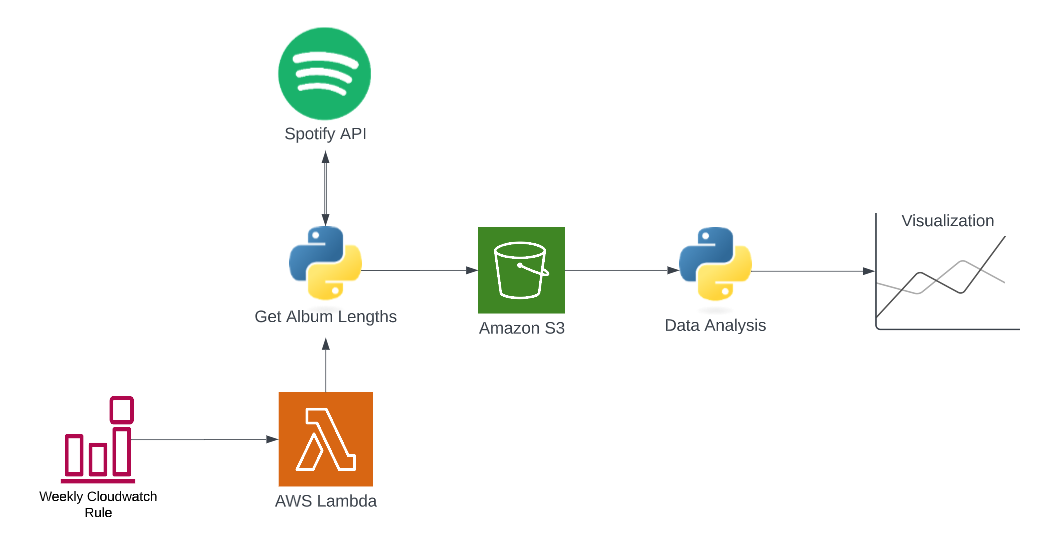 Spotify API
Visualization
Get Album Lengths
Amazon S3
Data Analysis
Weekly Cloudwatch
Rule
AWS Lambda